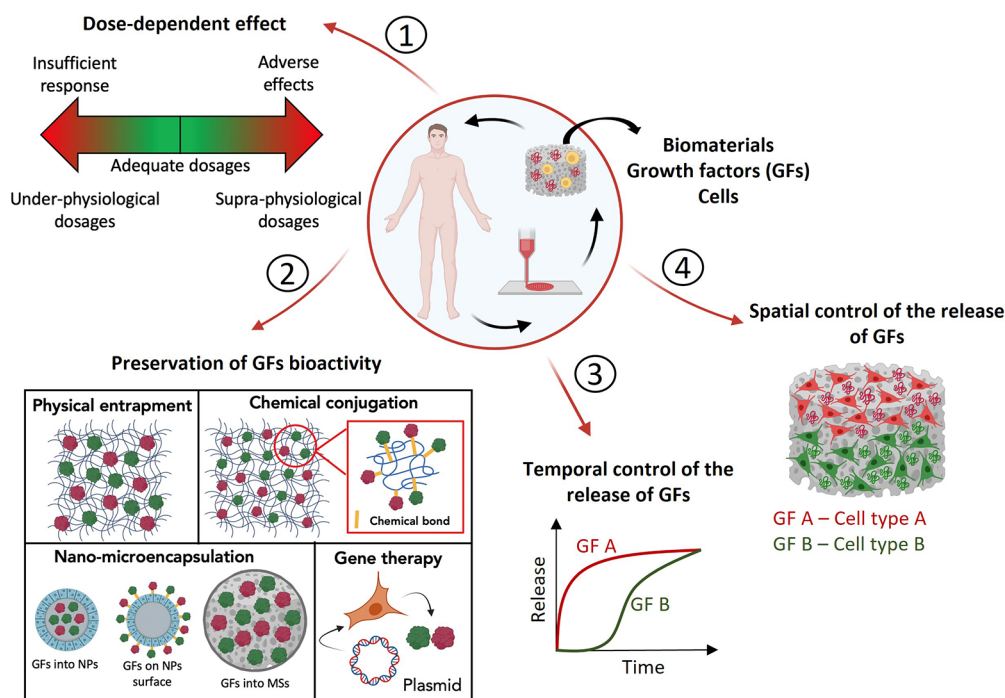 Dose-dependent effect
①
Insufficient
response
Adverse
effects
Adequate dosages
Under-physiological
dosages
Supra-physiological
dosages
Biomaterials
Growth factors (GFs)
Cells
②
Preservation of GFs bioactivity
Physical entrapment
Chemical conjugation
Chemical bond
Nano-microencapsulation
GFs into NPs
GFs on NPs
surface
GFs into MSs
Gene therapy
Plasmid
③
Temporal control of the
release of GFs
Release
GF A
GF B
Time
④
Spatial control of the release
of GFs
GF A – Cell type A
GF B – Cell type B